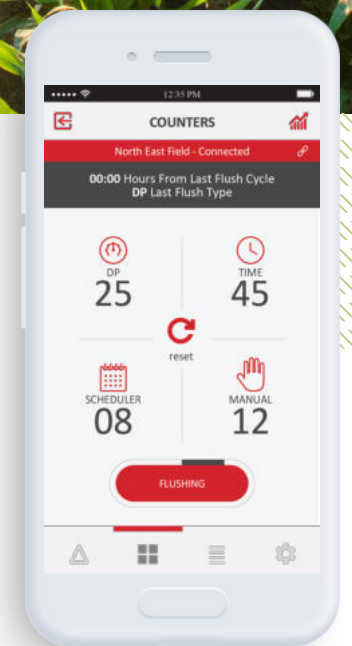 12:35 PM
COUNTERS
North East Field - Connected
00:00 Hours From Last Flush Cycle
DP Last Flush Type
DP
25
TIME
45
reset
SCHEDULER
08
MANUAL
12
FLUSHING